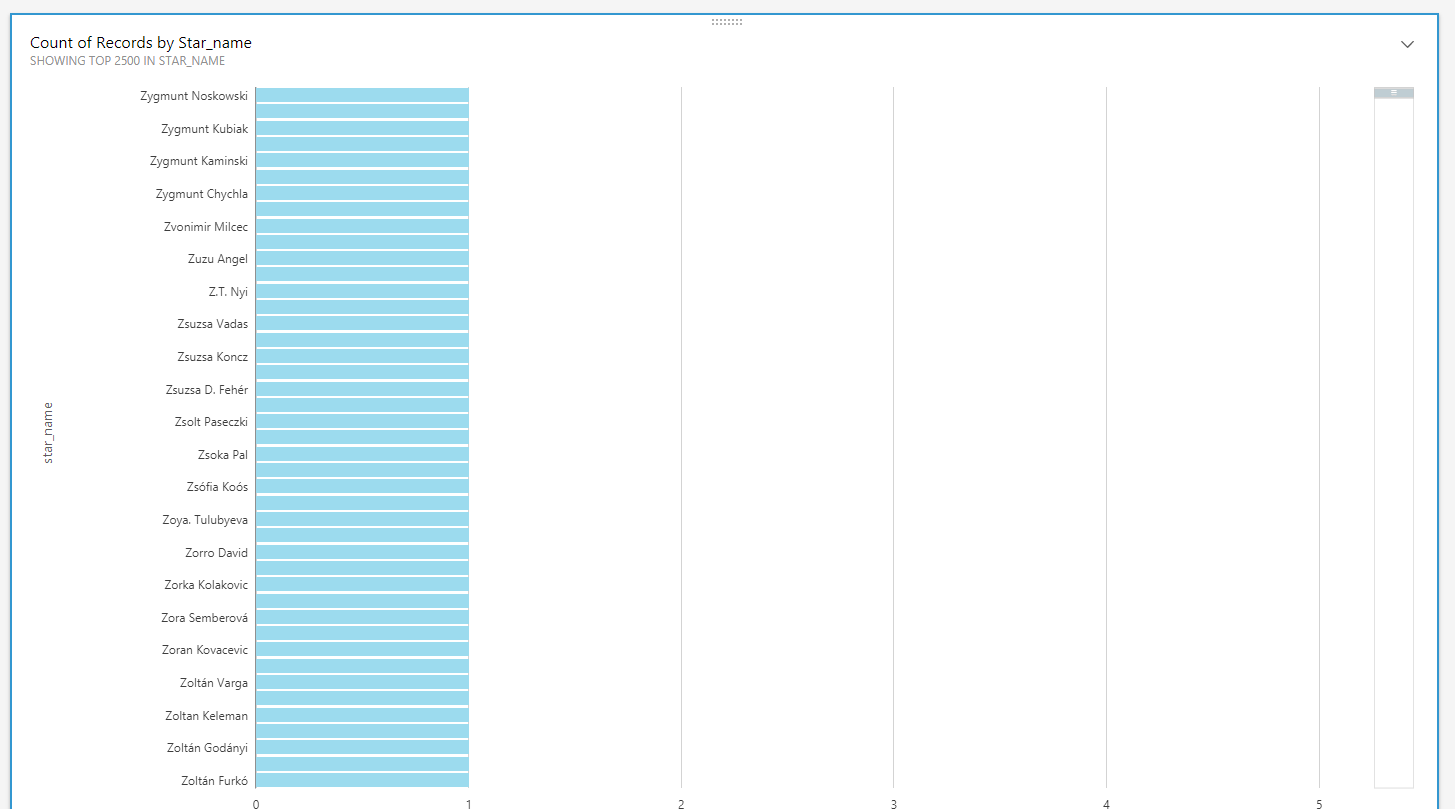 Count of Records by Star_name
SHOWING TOP 2500 IN STAR_NAME
Zygmunt Noskowski
Zygmunt Kubiak
Zygmunt Kaminski
Zygmunt Chychla
Zvonimir Milcec
Zuzu Angel
Z.T. Nyi
Zsuzsa Vadas
Zsuzsa Koncz
Zsuzsa D. Fehér
Zsolt Paseczki
Zsoka Pal
Zsófia Koós
Zoya. Tulubyeva
Zorro David
Zorka Kolakovic
Zora Semberová
Zoran Kovacevic
Zoltán Varga
Zoltan Keleman
Zoltán Godányi
Zoltán Furkó
star_name
0 1 2 3 4 5